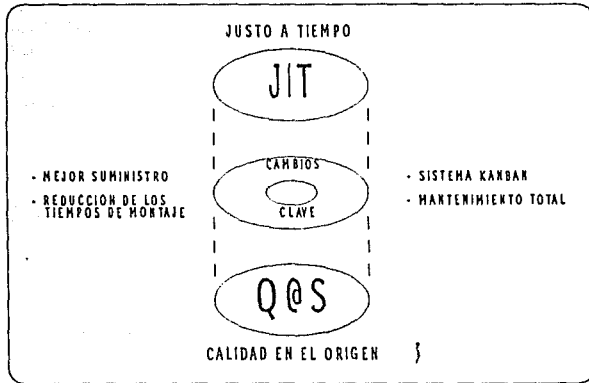 JUSTO A TIEMPO
JIT
CAMBIOS
CLAVE
- MEJOR SUMINISTRO
- REDUCCIÓN DE LOS
TIEMPOS DE MONTAJE
- SISTEMA KANBAN
- MANTENIMIENTO TOTAL
Q@S
CALIDAD EN EL ORIGEN }